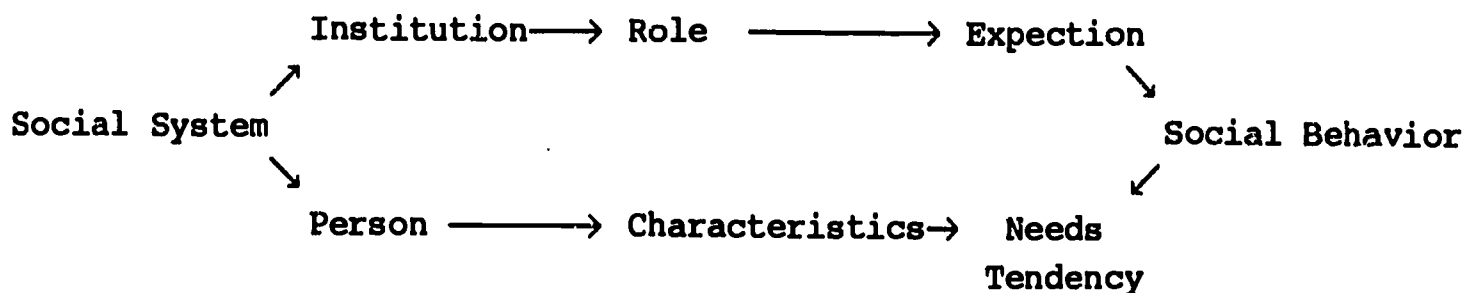 Institution→ Role → Expection
Social System
Social Behavior
Person → Characteristics→ Needs
Tendency